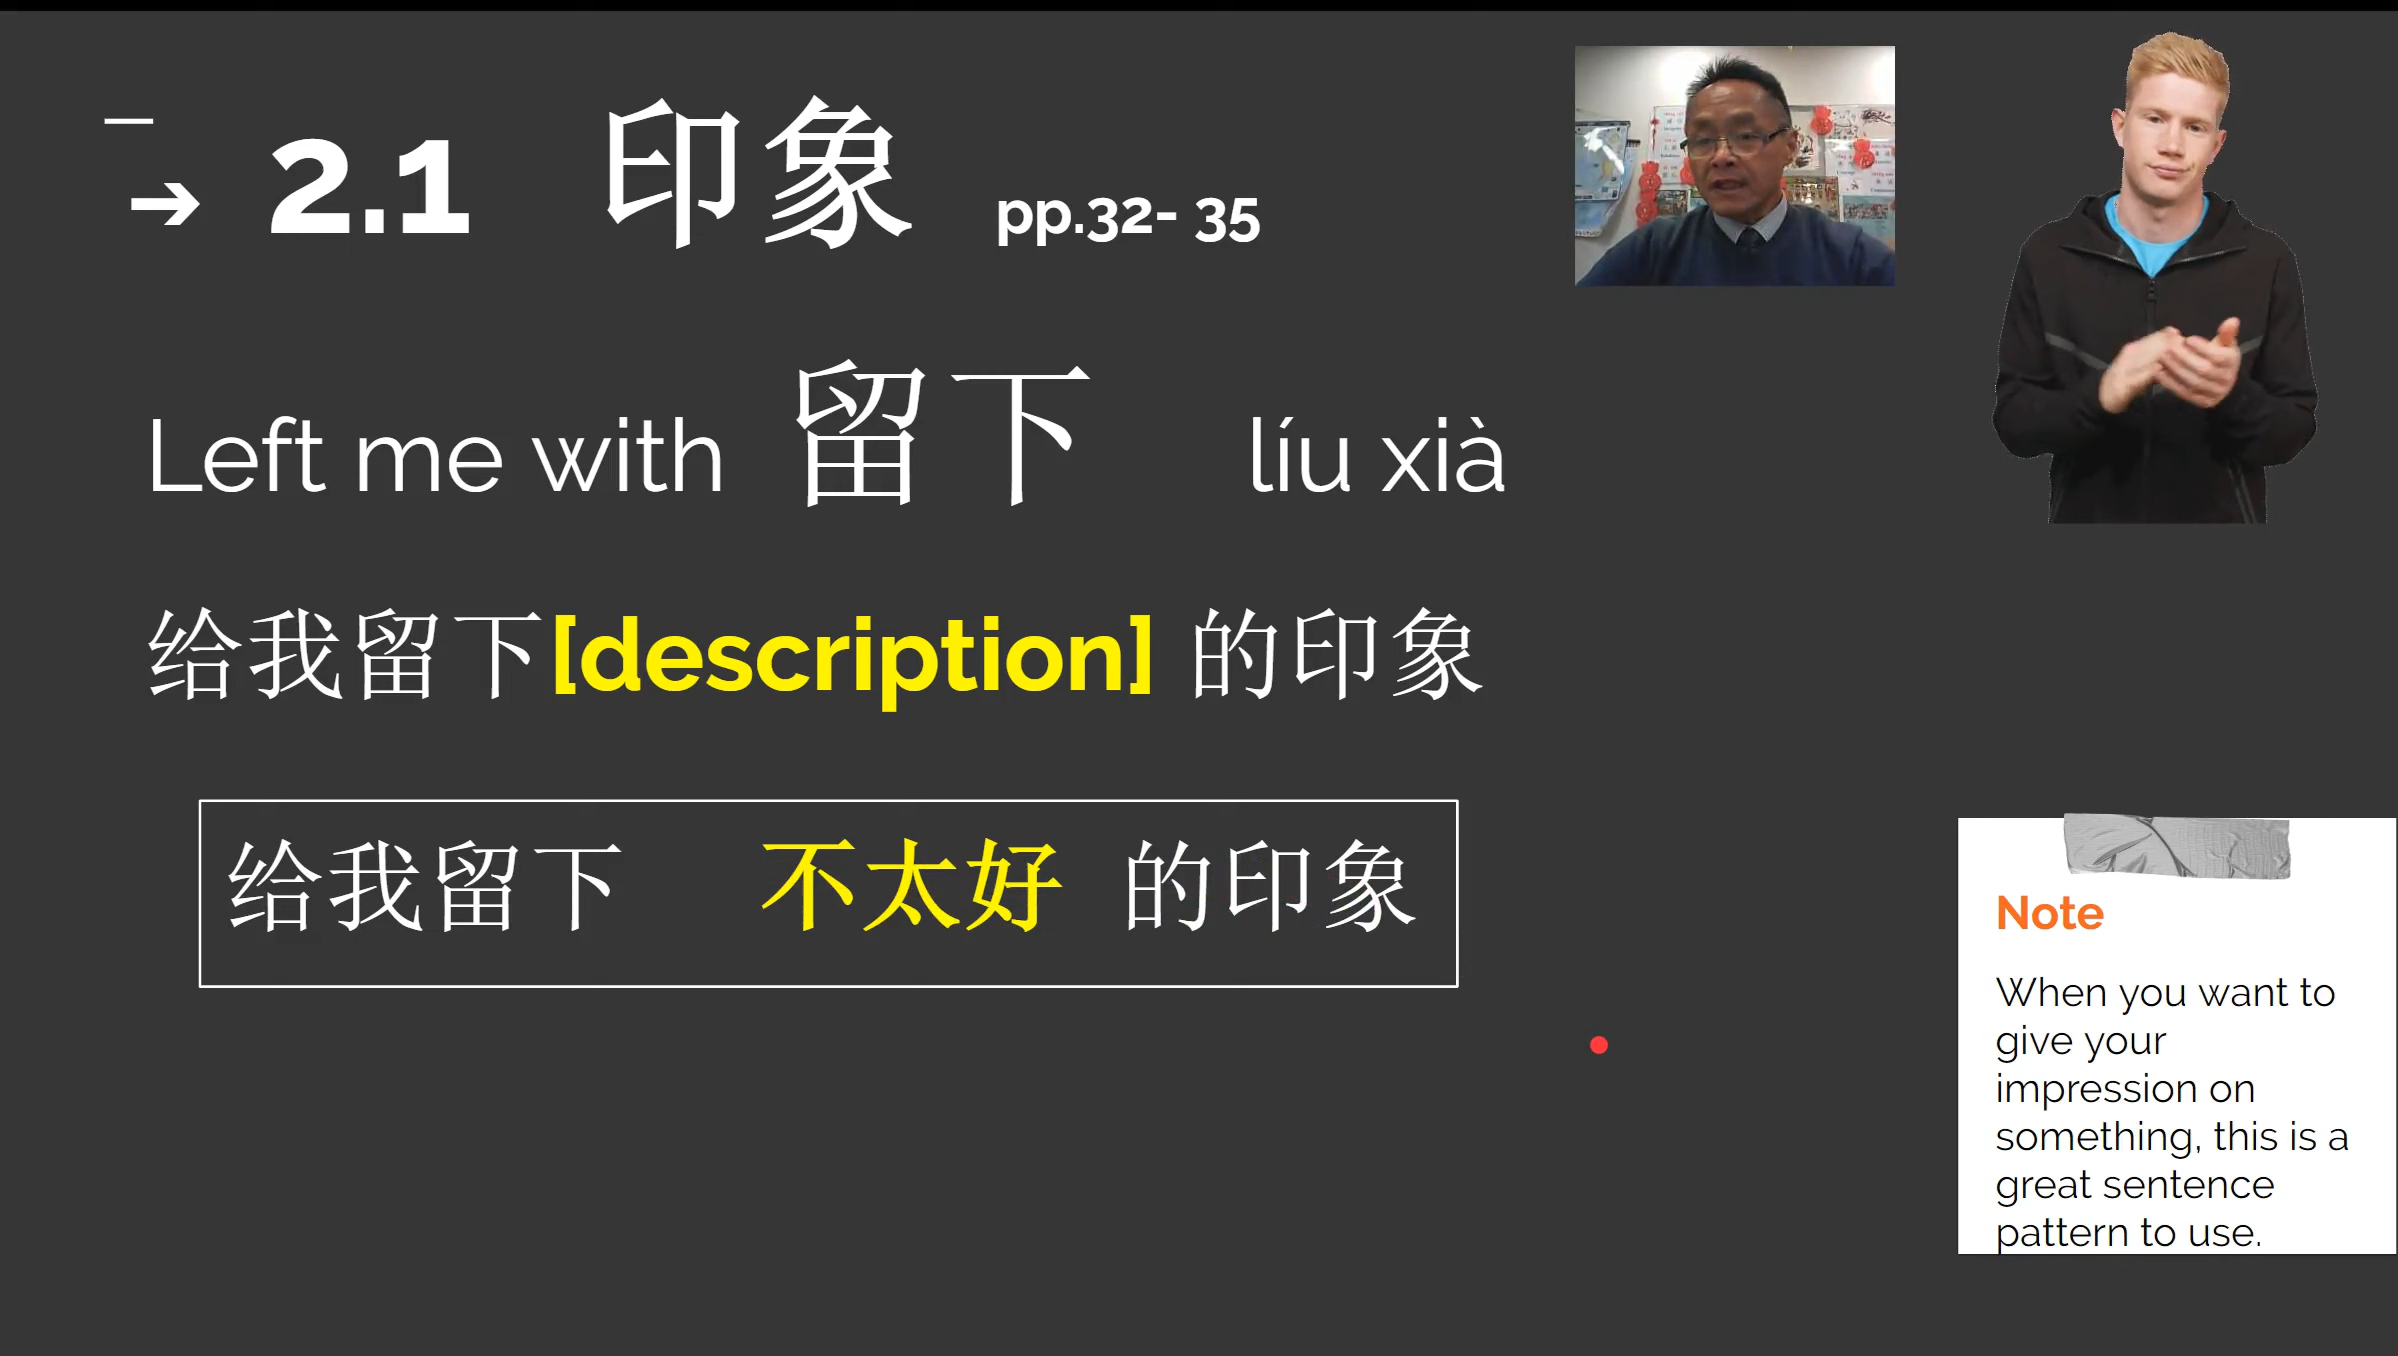 ➔ 2.1 印象 pp.32- 35
Left me with 留下 líu xià
给我留下[description] 的印象
给我留下 不太好 的印象
Note
When you want to
give your
impression on
something, this is a
great sentence
pattern to use.